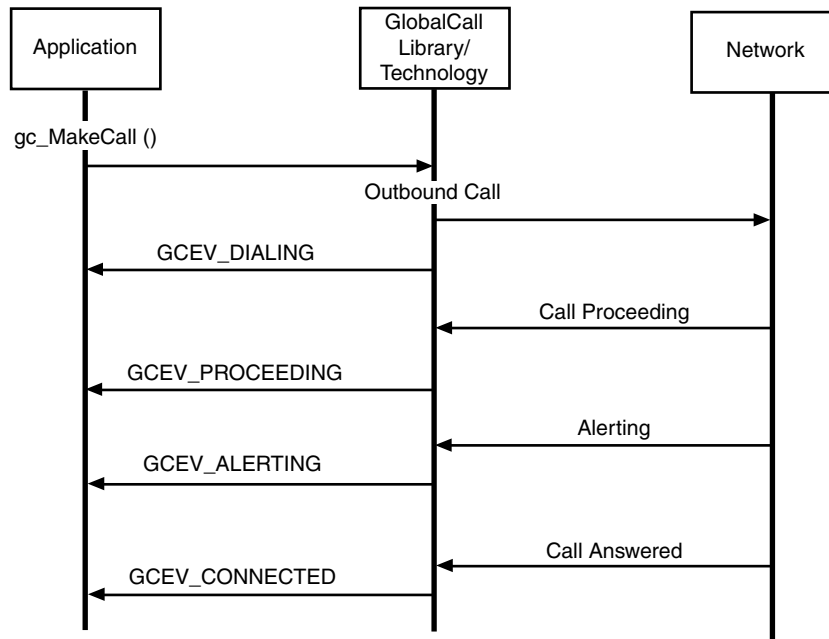 Application
GlobalCall
Library/
Technology
Network
gc_MakeCall ()
Outbound Call
GCEV_DIALING
Call Proceeding
GCEV_PROCEEDING
Alerting
GCEV_ALERTING
Call Answered
GCEV_CONNECTED